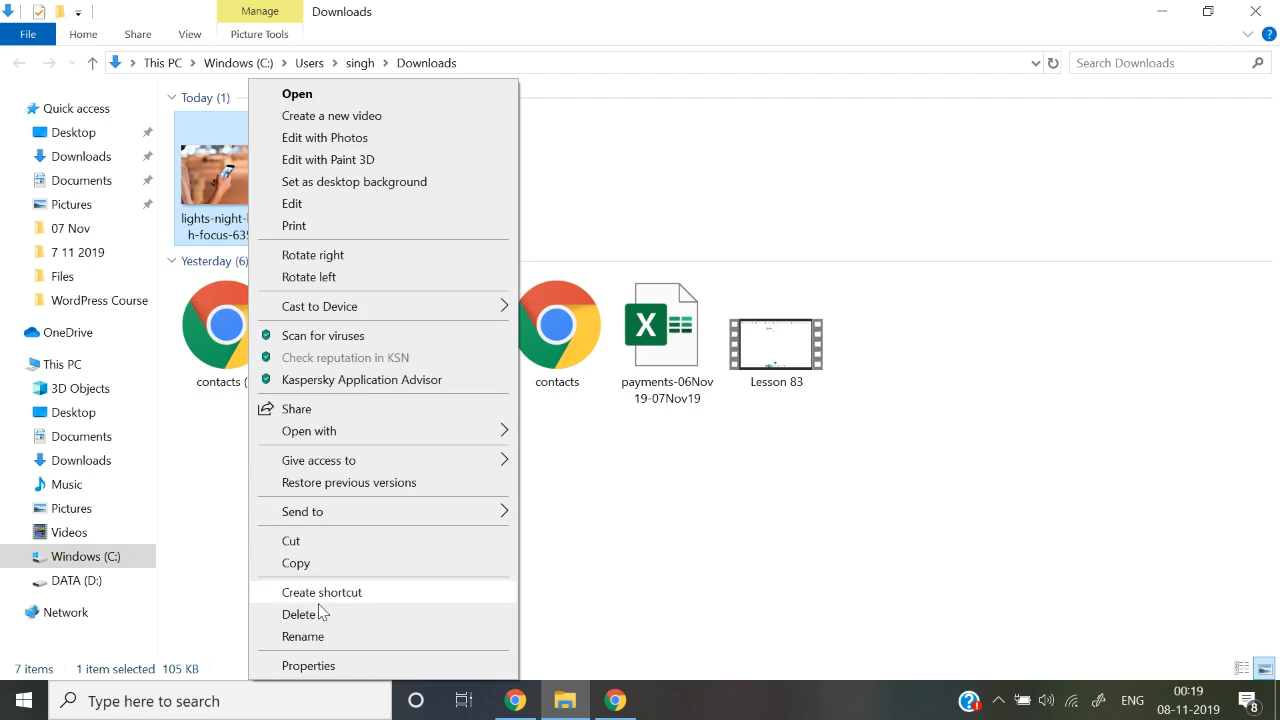 Manage
Downloads
File
Home
Share
View
Picture Tools
This PC
Windows (C:)
Users
singh
Downloads
Search Downloads
Quick access
Desktop
Downloads
Documents
Pictures
07 Nov
7 11 2019
Files
WordPress Course
OneDrive
This PC
3D Objects
Desktop
Documents
Downloads
Music
Pictures
Videos
Windows (C:)
DATA (D:)
Network
Today (1)
lights-night-
h-focus-63
Yesterday (6)
contacts (
contacts
payments-06Nov
19-07Nov19
Lesson 83
Open
Create a new video
Edit with Photos
Edit with Paint 3D
Set as desktop background
Edit
Print
Rotate right
Rotate left
Cast to Device
Scan for viruses
Check reputation in KSN
Kaspersky Application Advisor
Share
Open with
Give access to
Restore previous versions
Send to
Cut
Copy
Create shortcut
Delete
Rename
Properties
7 items
1 item selected 105 KB
Type here to search
ENG
00:19
08-11-2019
8